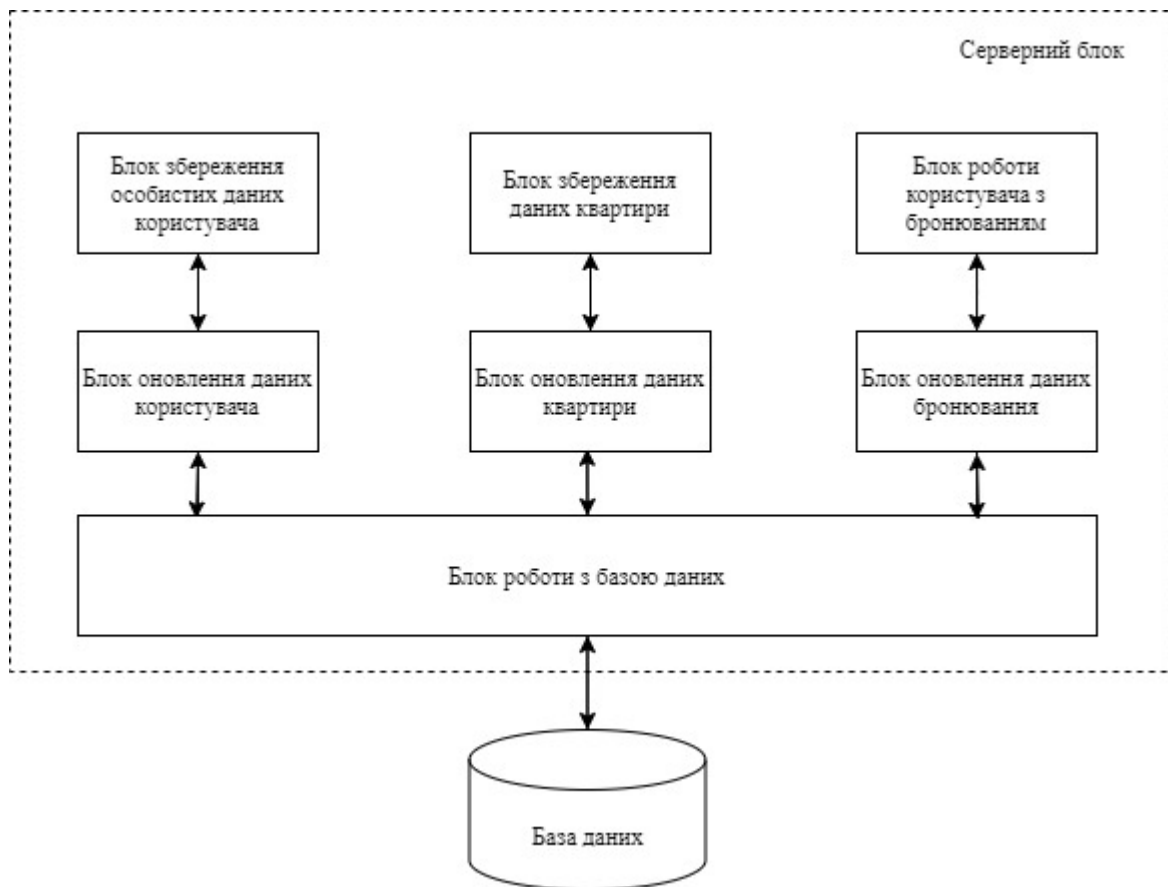 Серверний блок
Блок збереження
особистих даних
користувача
Блок збереження
даних квартири
Блок роботи
користувача з
бронюванням
Блок оновлення даних
користувача
Блок оновлення даних
квартири
Блок оновлення даних
бронювання
Блок роботи з базою даних
База даних